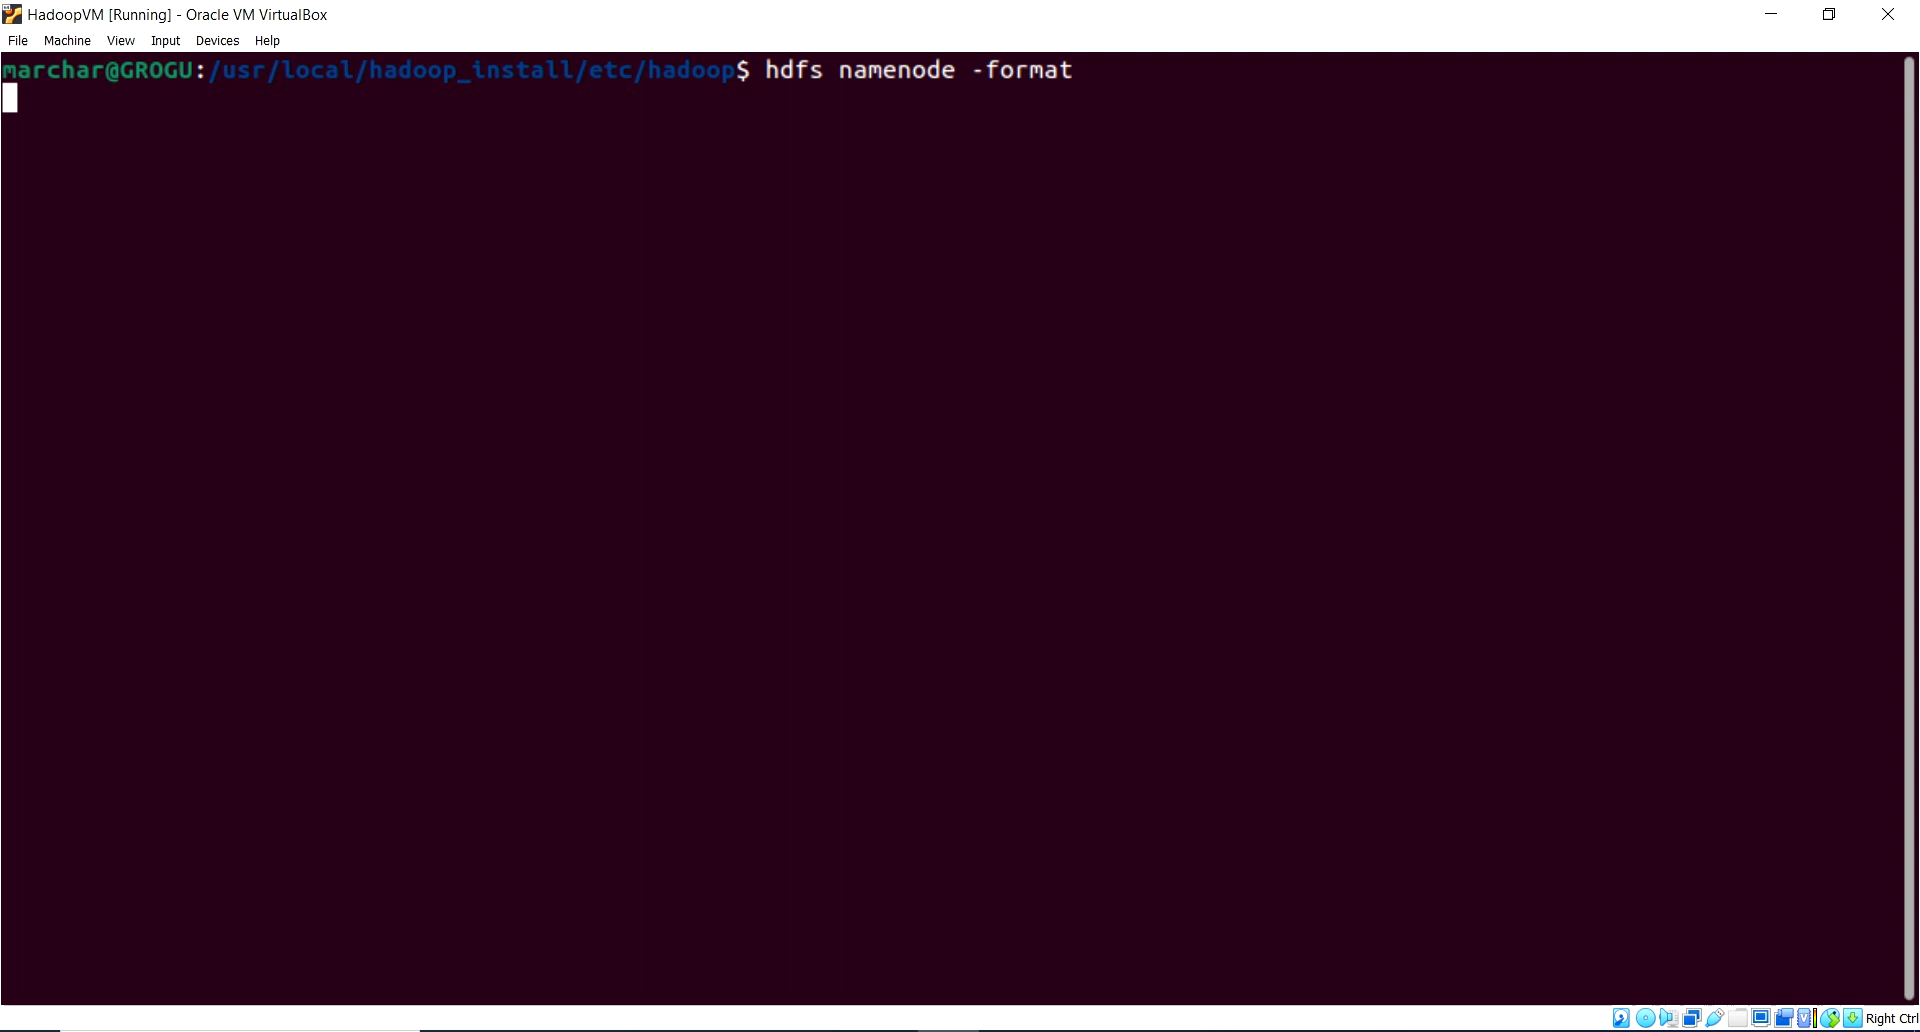 HadoopVM [Running] - Oracle VM VirtualBox
File Machine View Input Devices Help
marchar@GROGU:/usr/local/hadoop_install/etc/hadoop$ hdfs namenode -format
Right Ctrl